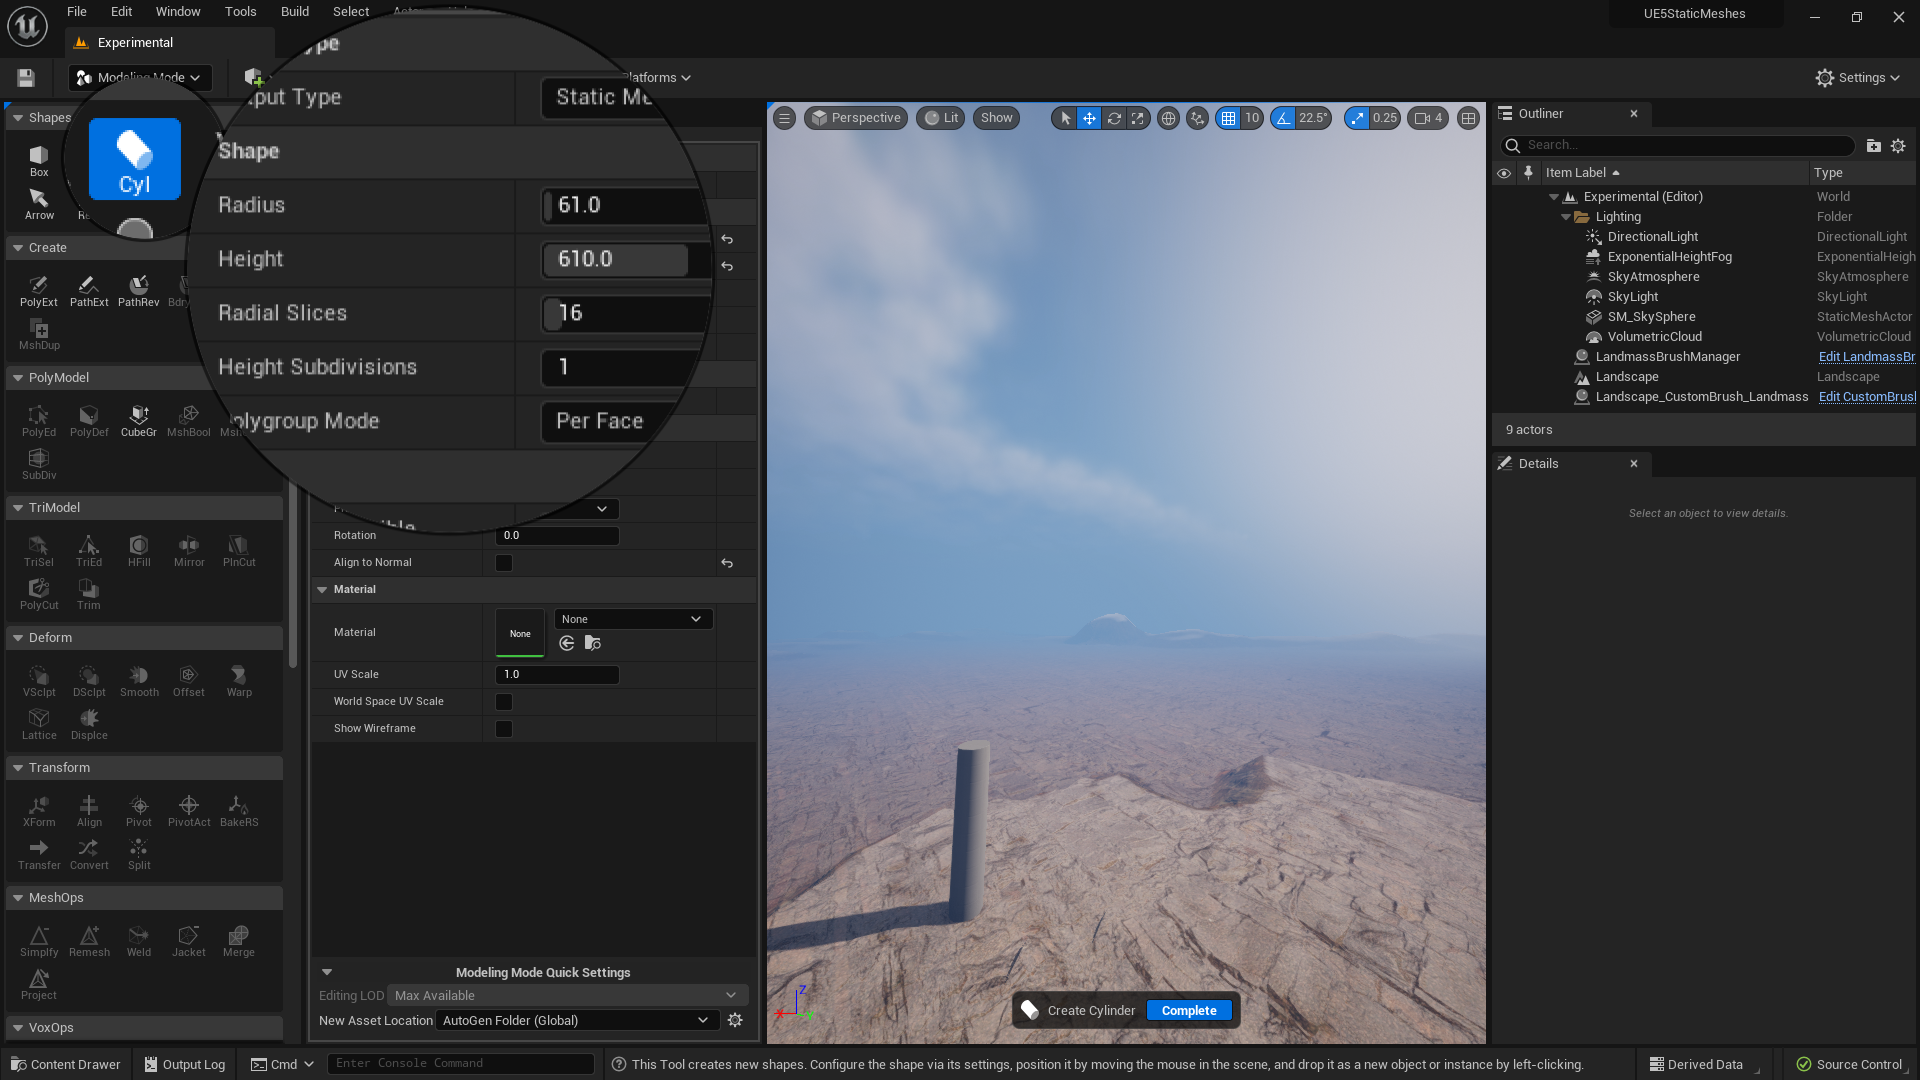 File Edit Window Tools Build Select
UE5StaticMeshes
Experimental
Modeling Mode
Platforms
Settings
Shapes
Box
Cyl
Arrow
Create
PolyExt PathExt PathRev
MshDup
PolyModel
PolyEd PolyDef CubeGr MshBool
SubDiv
TriModel
TriSel TriEd HFill Mirror PlnCut
PolyCut Trim
Deform
VSclpt DSclpt Smooth Offset Warp
Lattice Displce
Transform
XForm Align Pivot PivotAct BakeRS
Transfer Convert Split
MeshOps
Simplfy Remesh Weld Jacket Merge
Project
VoxOps
Static
Shape
Radius 61.0
Height 610.0
Radial Slices 16
Height Subdivisions 1
Polygroup Mode Per Face
Rotation 0.0
Align to Normal
Material
Material None None
UV Scale 1.0
World Space UV Scale
Show Wireframe
Modeling Mode Quick Settings
Editing LOD Max Available
New Asset Location AutoGen Folder (Global)
Perspective Lit Show 10 22.5° 0.25 4
Z
X Y
Create Cylinder Complete
Outliner
Search...
Item Label Type
Experimental (Editor) World
Lighting Folder
DirectionalLight DirectionalLight
ExponentialHeightFog ExponentialHeigh
SkyAtmosphere SkyAtmosphere
SkyLight SkyLight
SM_SkySphere StaticMeshActor
VolumetricCloud VolumetricCloud
LandmassBrushManager Edit LandmassBr
Landscape Landscape
Landscape_CustomBrush_Landmass Edit CustomBrus
9 actors
Details
Select an object to view details.
Content Drawer Output Log Cmd Enter Console Command
This Tool creates new shapes. Configure the shape via its settings, position it by moving the mouse in the scene, and drop it as a new object or instance by left-clicking.
Derived Data Source Control